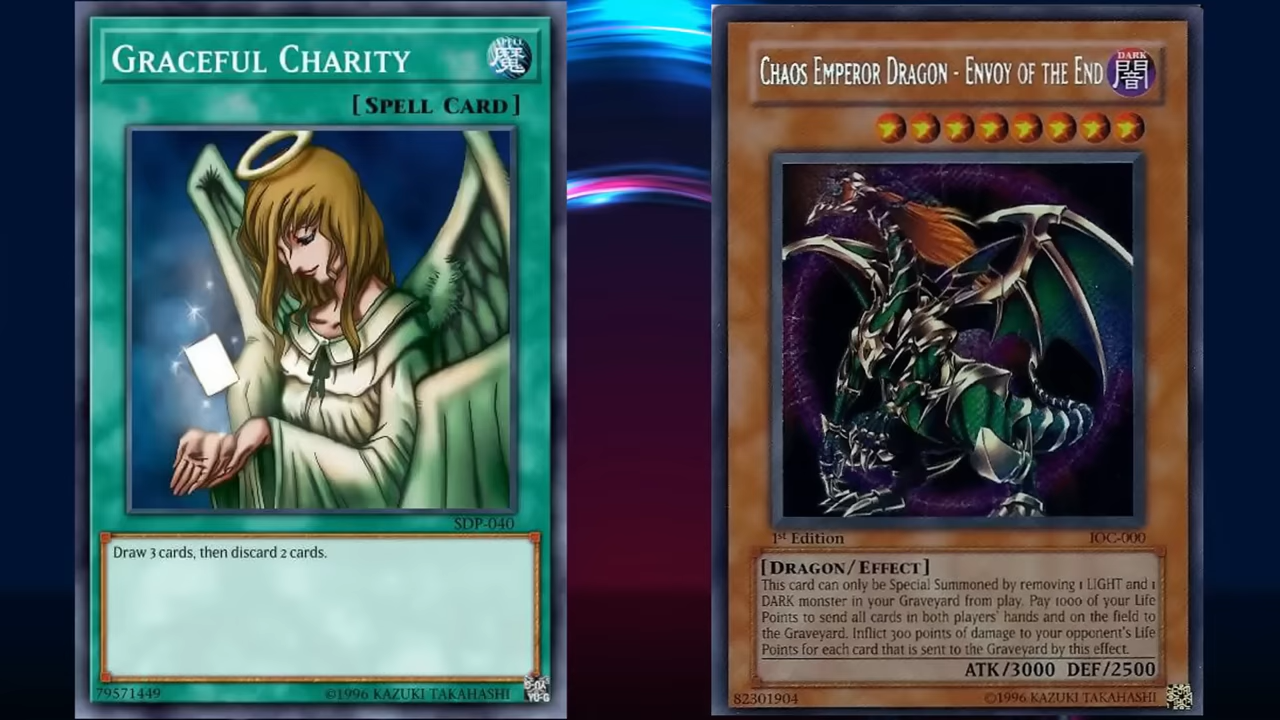 GRACEFUL CHARITY
SPELL
魔
[SPELL CARD]
SDP-040
Draw 3 cards, then discard 2 cards.
79571449
©1996 KAZUKI TAKAHASHI
CHAOS EMPEROR DRAGON - ENVOY OF THE END
DARK
闇
1st Edition
IOC-000
[DRAGON/EFFECT]
This card can only be Special Summoned by removing 1 LIGHT and 1
DARK monster in your Graveyard from play. Pay 1000 of your Life
Points to send all cards in both players' hands and on the field to
the Graveyard. Inflict 300 points of damage to your opponent's Life
Points for each card that is sent to the Graveyard by this effect.
ATK/3000 DEF/2500
82301904
©1996 KAZUKI TAKAHASHI